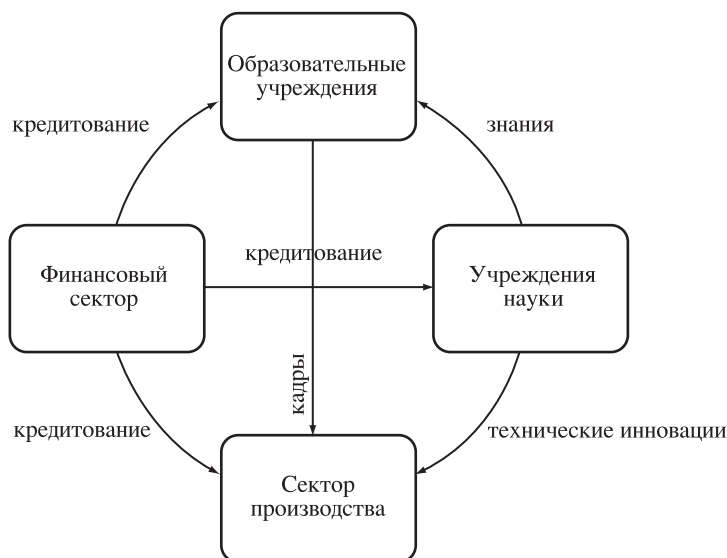 Образовательные
учреждения
кредитование
знания
кредитование
Финансовый
сектор
Учреждения
науки
кадры
кредитование
технические инновации
Сектор
производства